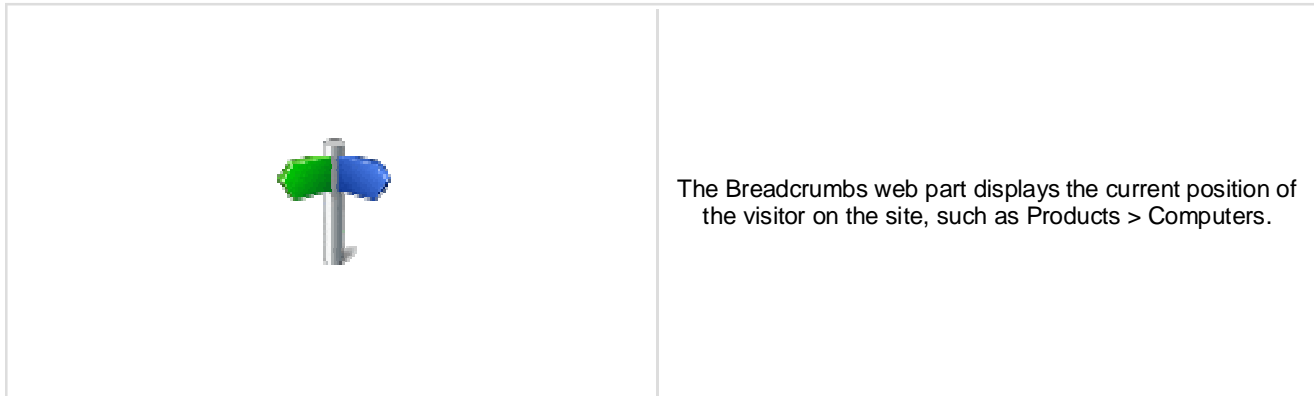 The Breadcrumbs web part displays the current position of
the visitor on the site, such as Products > Computers.